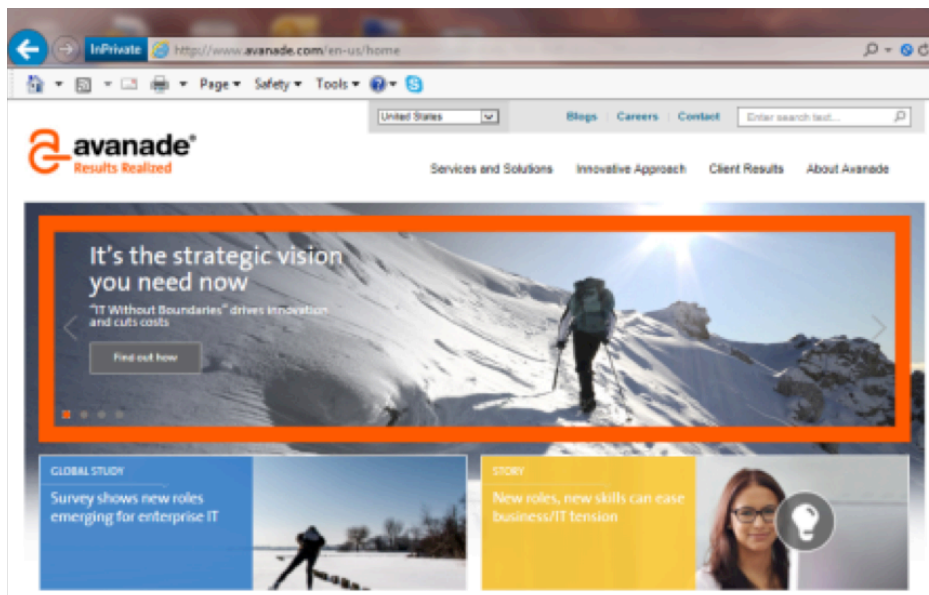 InPrivate http://www.avanade.com/en-us/home
Page Safety Tools
United States Blogs Careers Contact Enter search text...
avanade®
Results Realized
Services and Solutions Innovative Approach Client Results About Avanade
It's the strategic vision
you need now
"IT Without Boundaries" drives innovation
and cuts costs
Find out how
GLOBAL STUDY
Survey shows new roles
emerging for enterprise IT
STORY
New roles, new skills can ease
business/IT tension